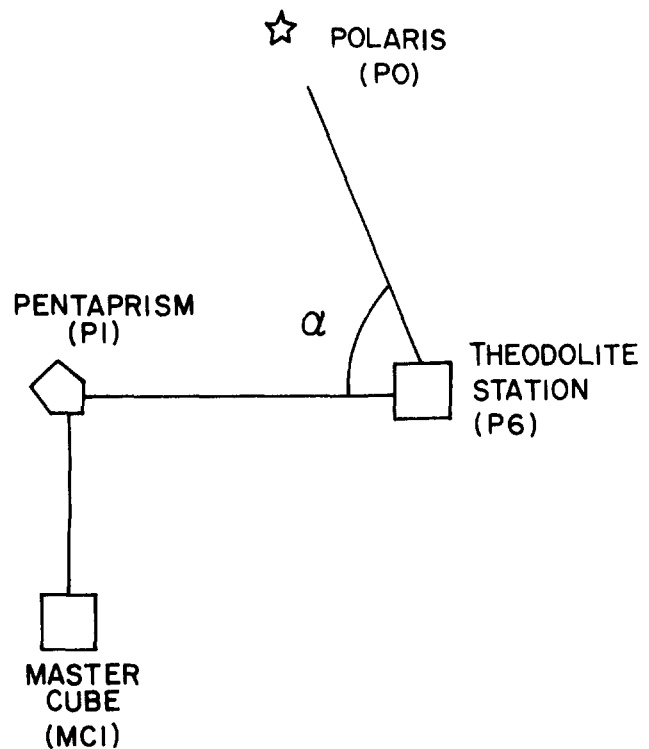 POLARIS
(PO)
PENTAPRISM
(PI)
α
THEODOLITE
STATION
(P6)
MASTER
CUBE
(MCI)